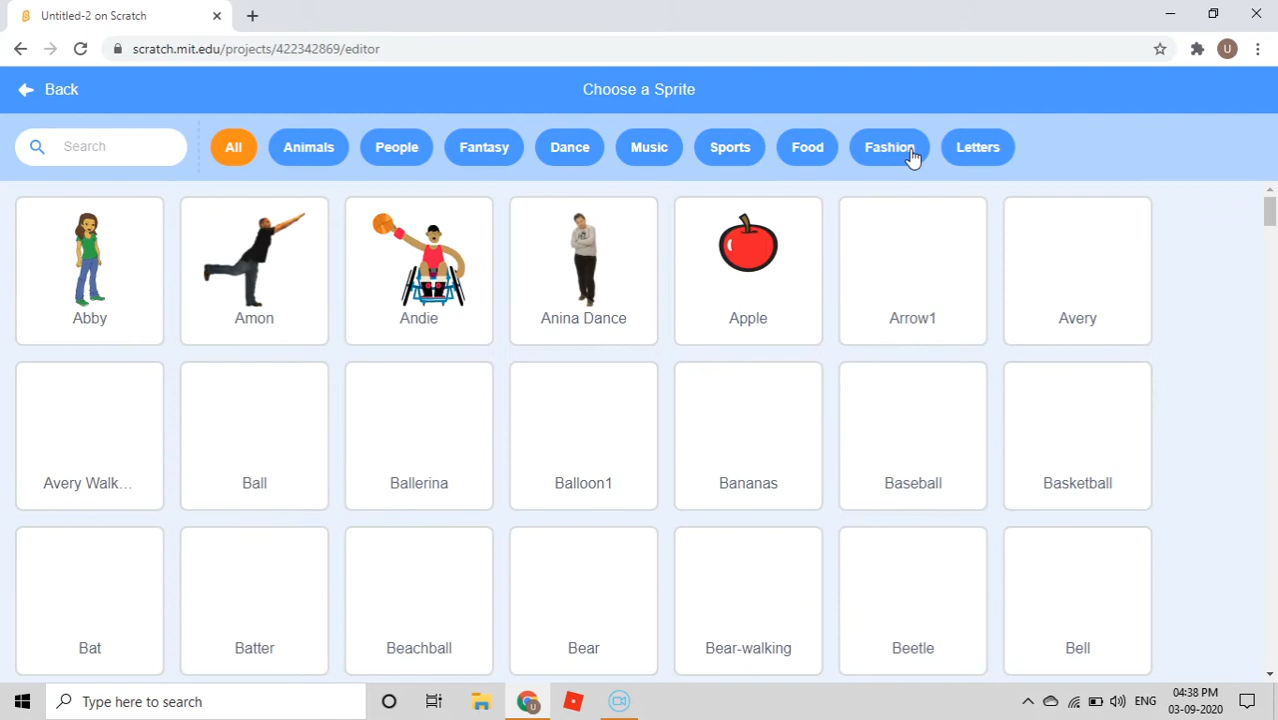 Untitled-2 on Scratch
scratch.mit.edu/projects/422342869/editor
U
Back
Choose a Sprite
Search
All
Animals
People
Fantasy
Dance
Music
Sports
Food
Fashion
Letters
Abby
Amon
Andie
Anina Dance
Apple
Arrow1
Avery
Avery Walk...
Ball
Ballerina
Balloon1
Bananas
Baseball
Basketball
Bat
Batter
Beachball
Bear
Bear-walking
Beetle
Bell
Type here to search
ENG
04:38 PM
03-09-2020